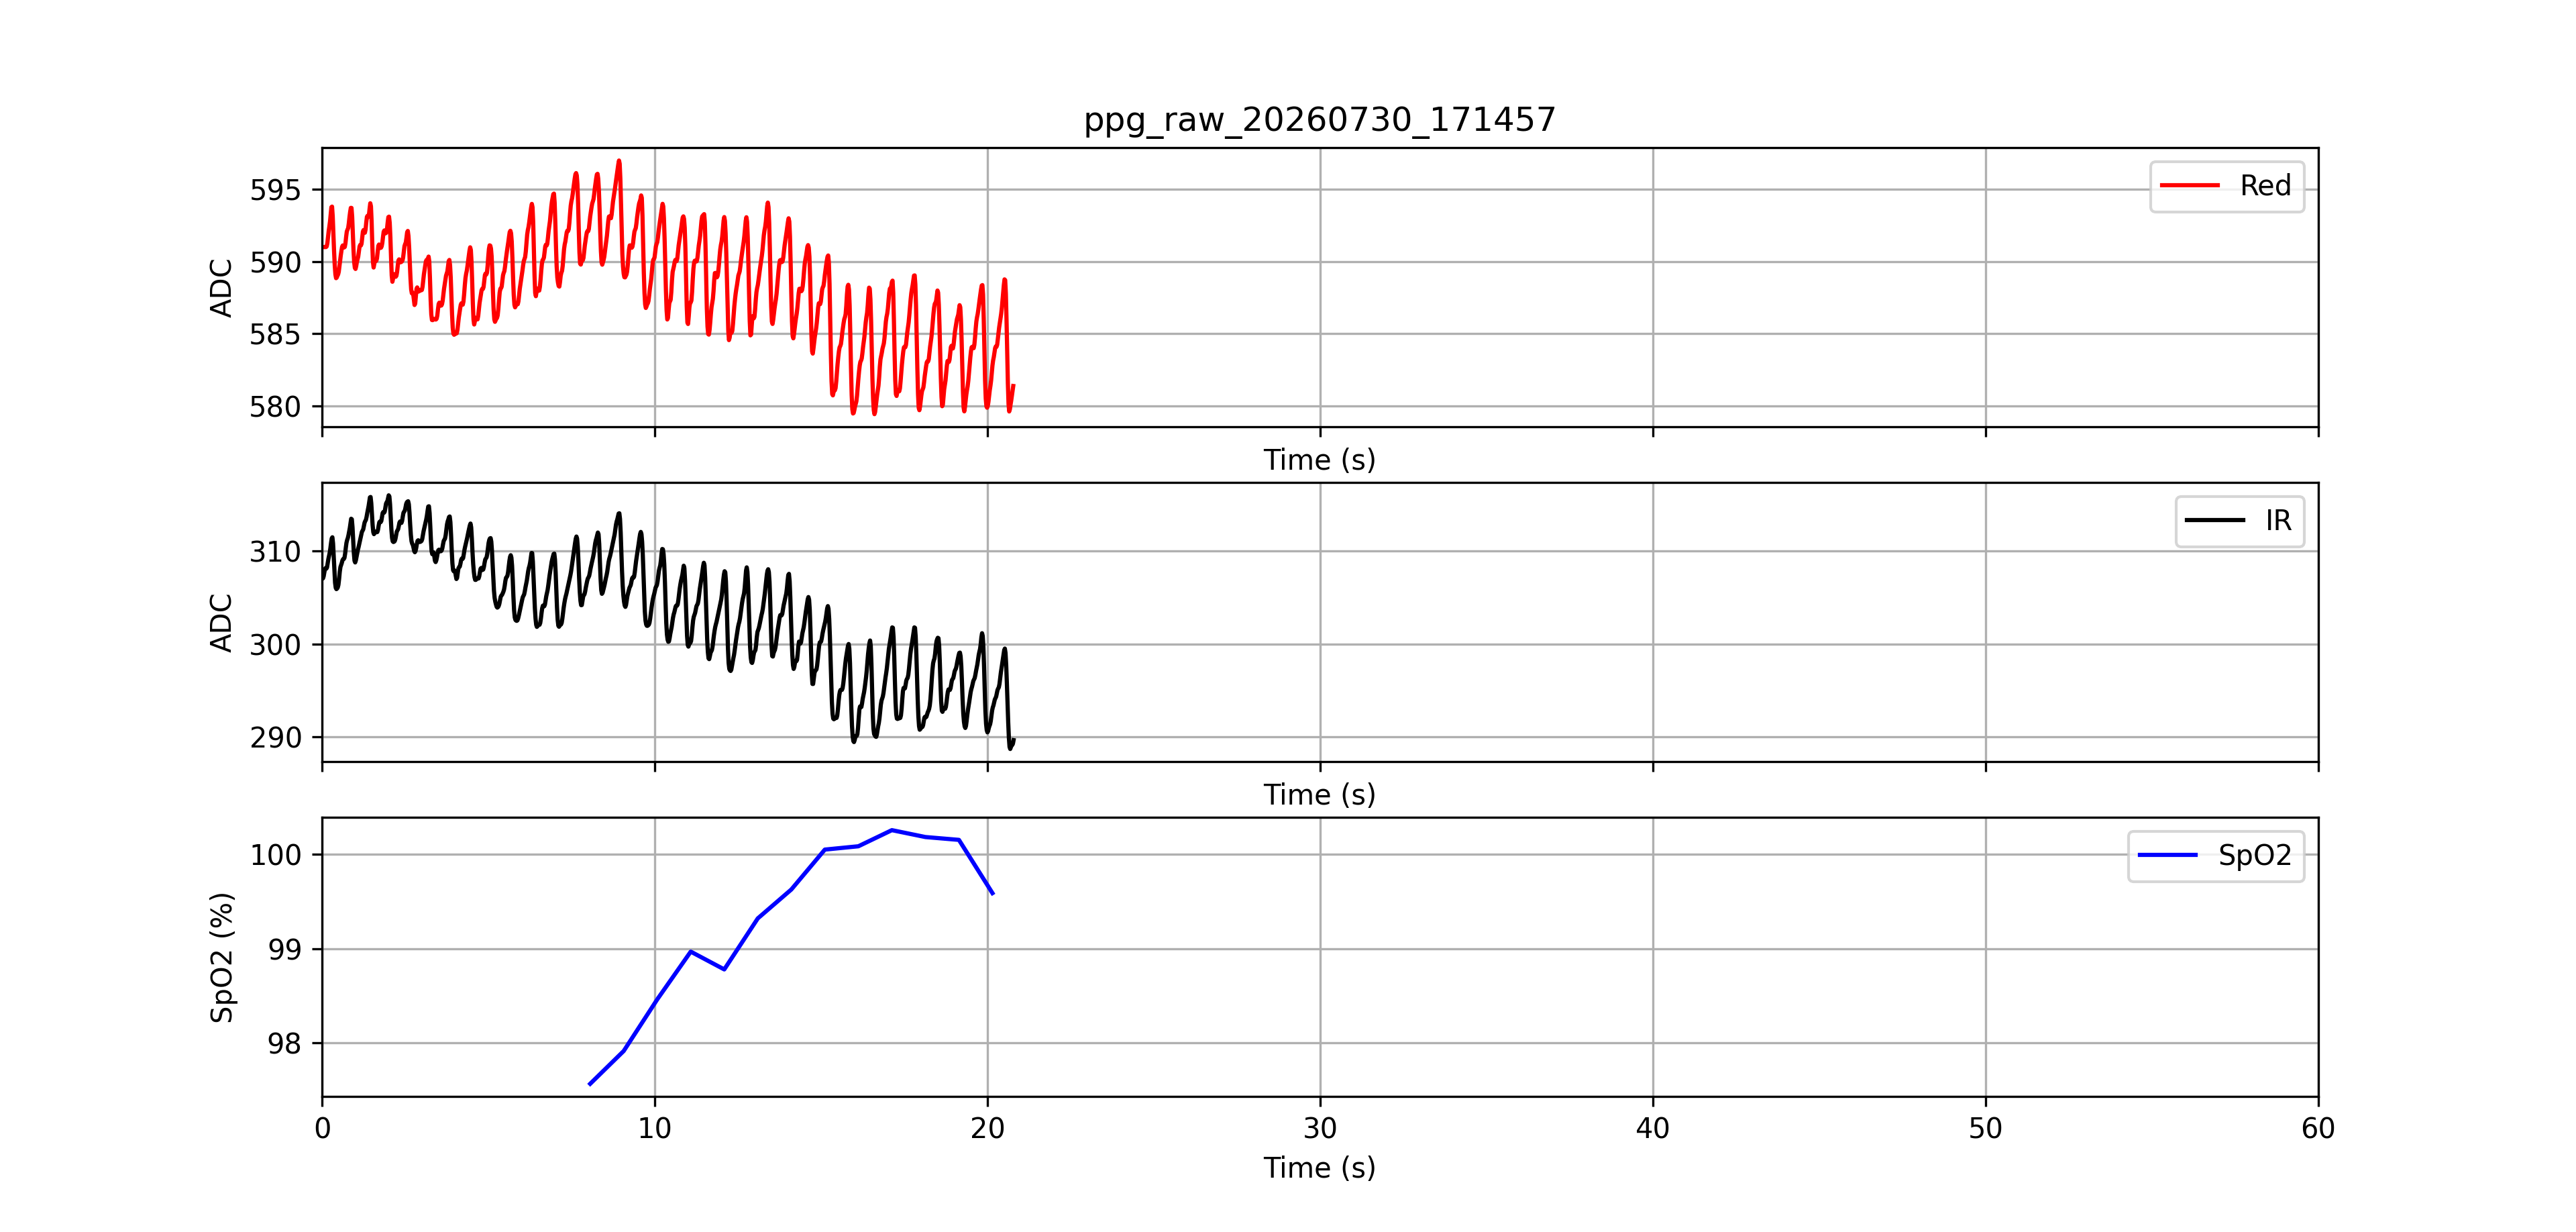 ppg_raw_20260730_171457
595
590
585
580
ADC
Red
Time (s)
310
300
290
ADC
IR
Time (s)
100
99
98
SpO2 (%)
SpO2
0 10 20 30 40 50 60
Time (s)